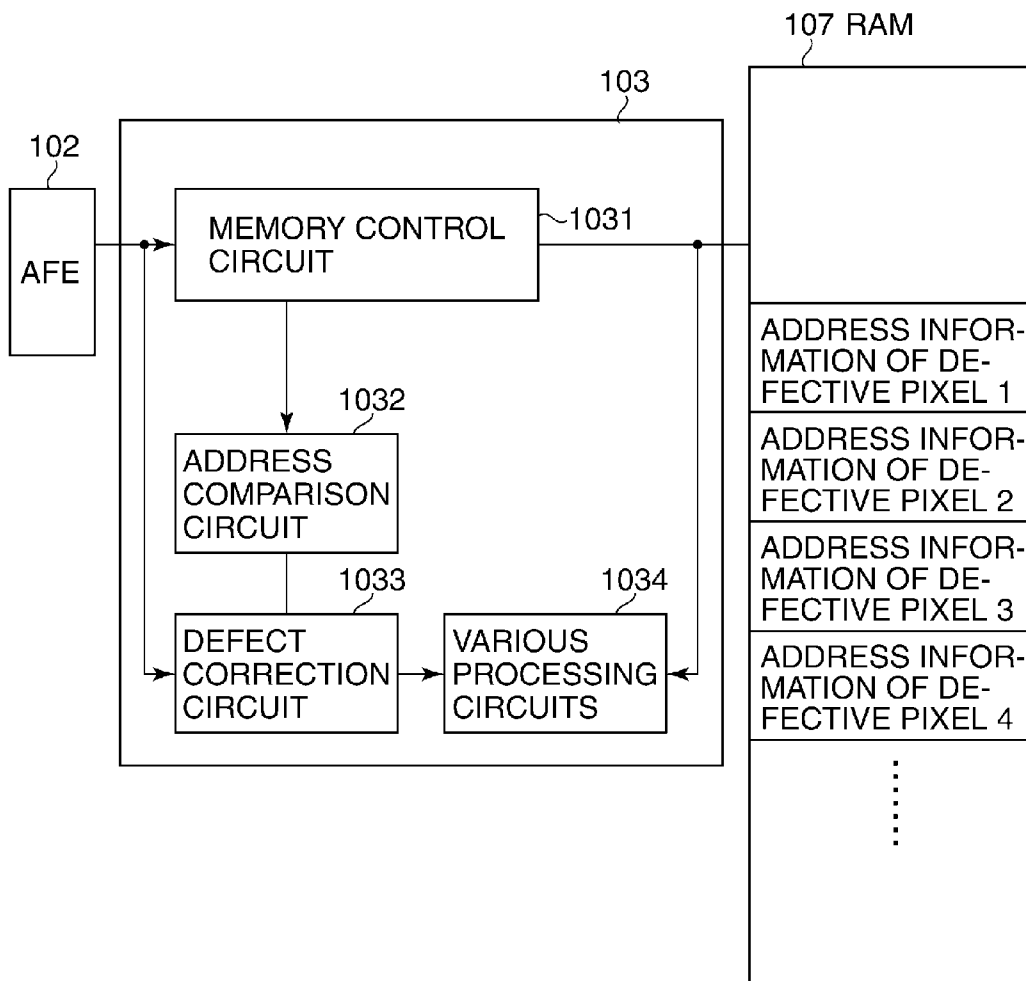 107 RAM
103
102
AFE
MEMORY CONTROL
CIRCUIT
1031
1032
ADDRESS
COMPARISON
CIRCUIT
1033
DEFECT
CORRECTION
CIRCUIT
1034
VARIOUS
PROCESSING
CIRCUITS
ADDRESS INFOR-
MATION OF DE-
FECTIVE PIXEL 1
ADDRESS INFOR-
MATION OF DE-
FECTIVE PIXEL 2
ADDRESS INFOR-
MATION OF DE-
FECTIVE PIXEL 3
ADDRESS INFOR-
MATION OF DE-
FECTIVE PIXEL 4